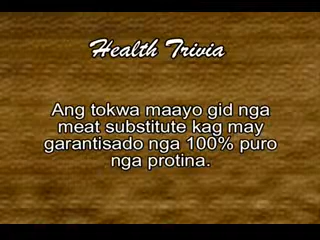 Health Trivia
Ang tokwa maayo gid nga
meat substitute kag may
garantisado nga 100% puro
nga protina.